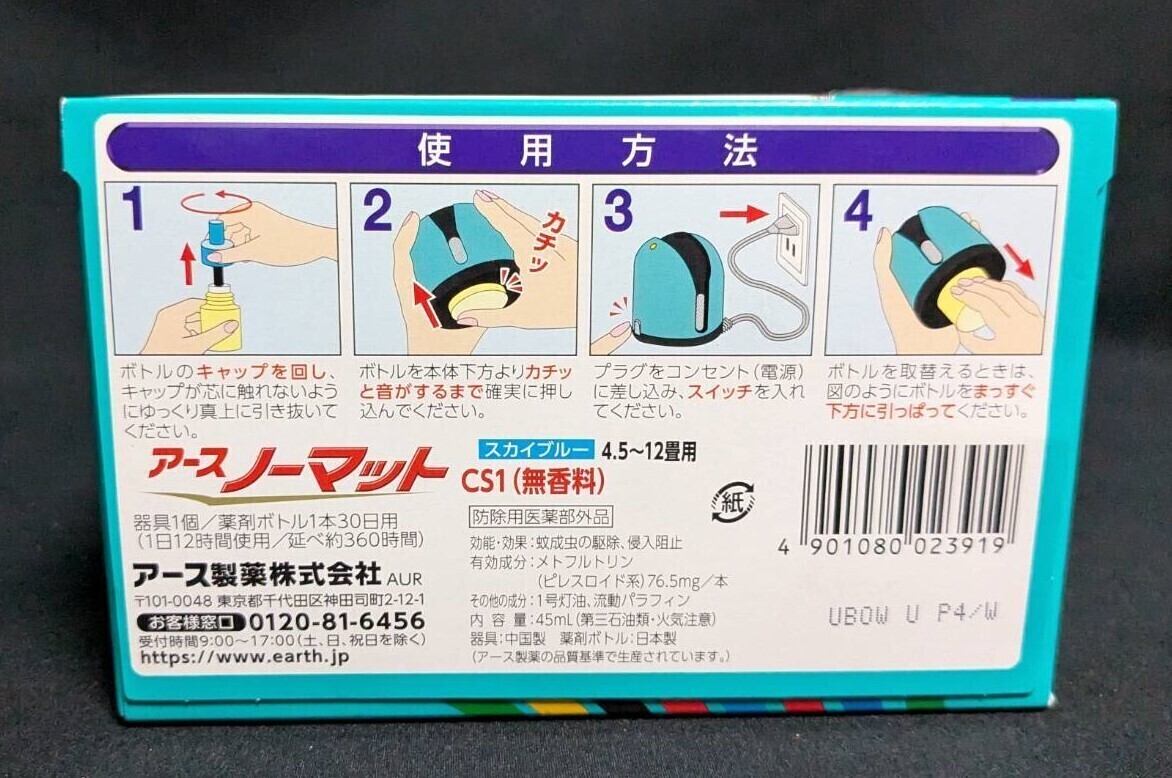 使用方法
1
2
カチッ
3
4
ボトルのキャップを回し、
キャップが芯に触れないよう
にゆっくり真上に引き抜いて
ください。
ボトルを本体下方よりカチッ
と音がするまで確実に押し
込んでください。
プラグをコンセント(電源)
に差し込み、スイッチを入れ
てください。
ボトルを取替えるときは、
図のようにボトルをまっすぐ
下方に引っぱってください。
アースノーマット
スカイブルー 4.5～12畳用
CS1(無香料)
器具1個／薬剤ボトル1本30日用
(1日12時間使用／延べ約360時間)
アース製薬株式会社 AUR
〒101-0048 東京都千代田区神田司町2-12-1
お客様窓口 0120-81-6456
受付時間9:00～17:00(土、日、祝日を除く)
https://www.earth.jp
防除用医薬部外品
効能・効果:蚊成虫の駆除、侵入阻止
有効成分:メトフルトリン
(ピレスロイド系)76.5mg／本
その他の成分:1号灯油、流動パラフィン
内容量:45mL(第三石油類・火気注意)
器具:中国製 薬剤ボトル:日本製
(アース製薬の品質基準で生産されています。)
紙
4 901080 023919
UBOW U P4/W